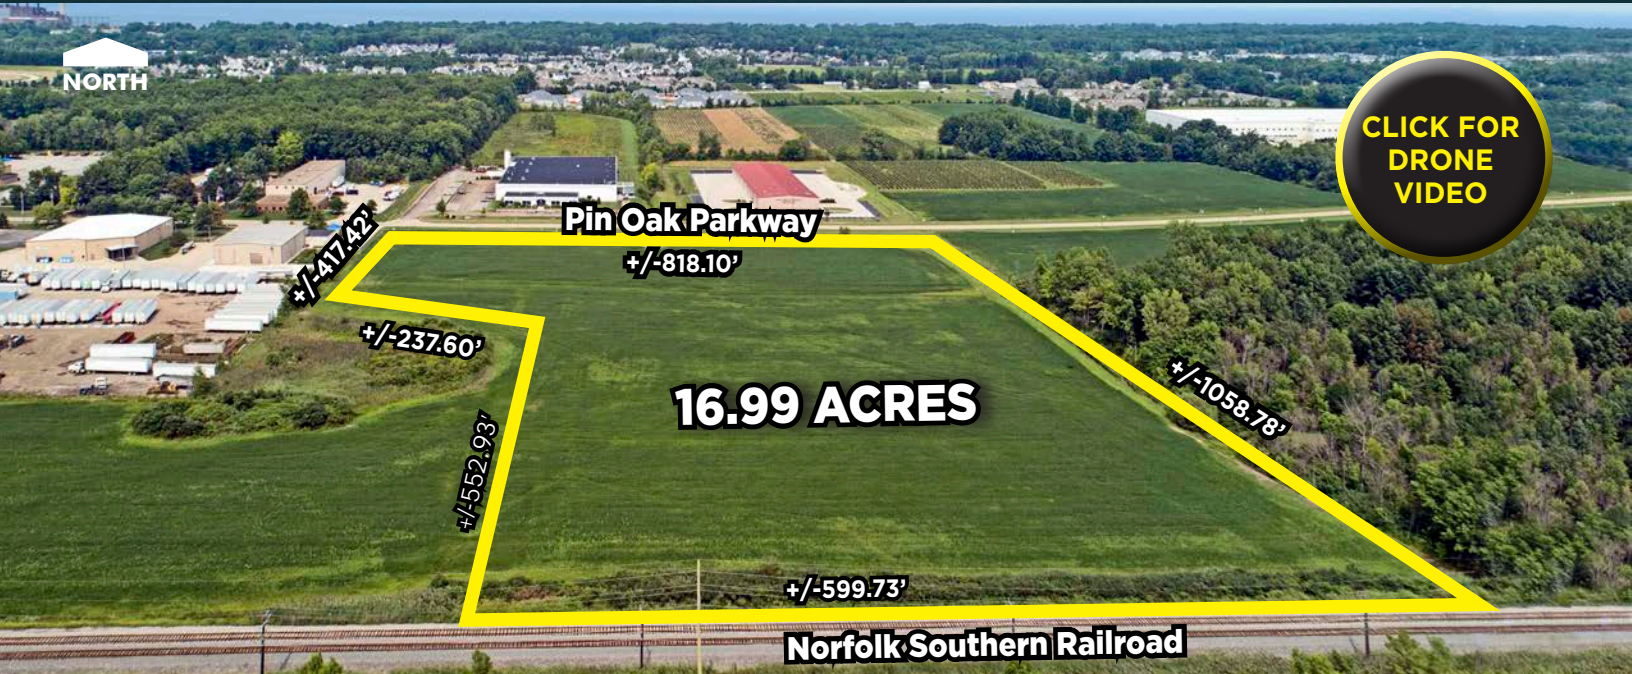 NORTH
CLICK FOR
DRONE
VIDEO
Pin Oak Parkway
+/-417.42’
+/-818.10’
+/-237.60’
16.99 ACRES
+/-1058.78’
+/-552.93’
+/-599.73’
Norfolk Southern Railroad